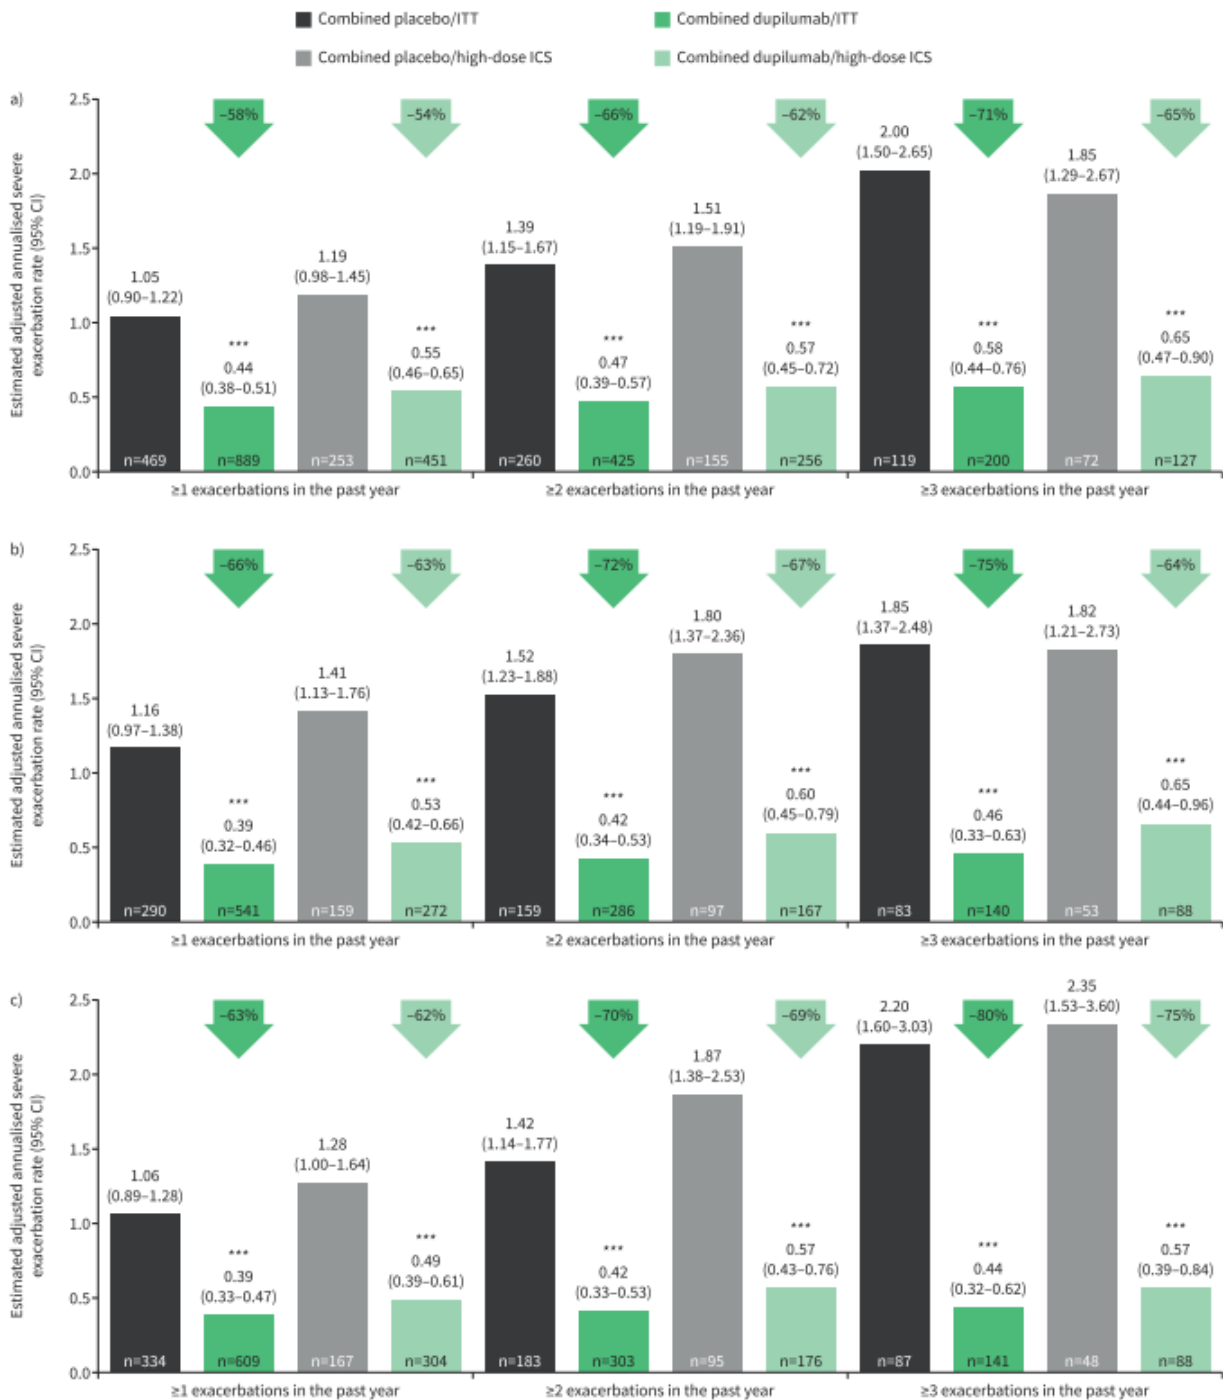 Combined placebo/ITT
Combined dupilumab/ITT
Combined placebo/high-dose ICS
Combined dupilumab/high-dose ICS
a)
Estimated adjusted annualised severe
exacerbation rate (95% CI)
2.5
2.0
1.5
1.0
0.5
0.0
–58%
–54%
–66%
–62%
–71%
–65%
1.05
(0.90–1.22)
***
0.44
(0.38–0.51)
1.19
(0.98–1.45)
***
0.55
(0.46–0.65)
1.39
(1.15–1.67)
***
0.47
(0.39–0.57)
1.51
(1.19–1.91)
***
0.57
(0.45–0.72)
2.00
(1.50–2.65)
***
0.58
(0.44–0.76)
1.85
(1.29–2.67)
***
0.65
(0.47–0.90)
n=469
n=889
n=253
n=451
n=260
n=425
n=155
n=256
n=119
n=200
n=72
n=127
≥1 exacerbations in the past year
≥2 exacerbations in the past year
≥3 exacerbations in the past year
b)
Estimated adjusted annualised severe
exacerbation rate (95% CI)
2.5
2.0
1.5
1.0
0.5
0.0
–66%
–63%
–72%
–67%
–75%
–64%
1.16
(0.97–1.38)
***
0.39
(0.32–0.46)
1.41
(1.13–1.76)
***
0.53
(0.42–0.66)
1.52
(1.23–1.88)
***
0.42
(0.34–0.53)
1.80
(1.37–2.36)
***
0.60
(0.45–0.79)
1.85
(1.37–2.48)
***
0.46
(0.33–0.63)
1.82
(1.21–2.73)
***
0.65
(0.44–0.96)
n=290
n=541
n=159
n=272
n=159
n=286
n=97
n=167
n=83
n=140
n=53
n=88
≥1 exacerbations in the past year
≥2 exacerbations in the past year
≥3 exacerbations in the past year
c)
Estimated adjusted annualised severe
exacerbation rate (95% CI)
2.5
2.0
1.5
1.0
0.5
0.0
–63%
–62%
–70%
–69%
–80%
–75%
1.06
(0.89–1.28)
***
0.39
(0.33–0.47)
1.28
(1.00–1.64)
***
0.49
(0.39–0.61)
1.42
(1.14–1.77)
***
0.42
(0.33–0.53)
1.87
(1.38–2.53)
***
0.57
(0.43–0.76)
2.20
(1.60–3.03)
***
0.44
(0.32–0.62)
2.35
(1.53–3.60)
***
0.57
(0.39–0.84)
n=334
n=609
n=167
n=304
n=183
n=303
n=95
n=176
n=87
n=141
n=48
n=88
≥1 exacerbations in the past year
≥2 exacerbations in the past year
≥3 exacerbations in the past year